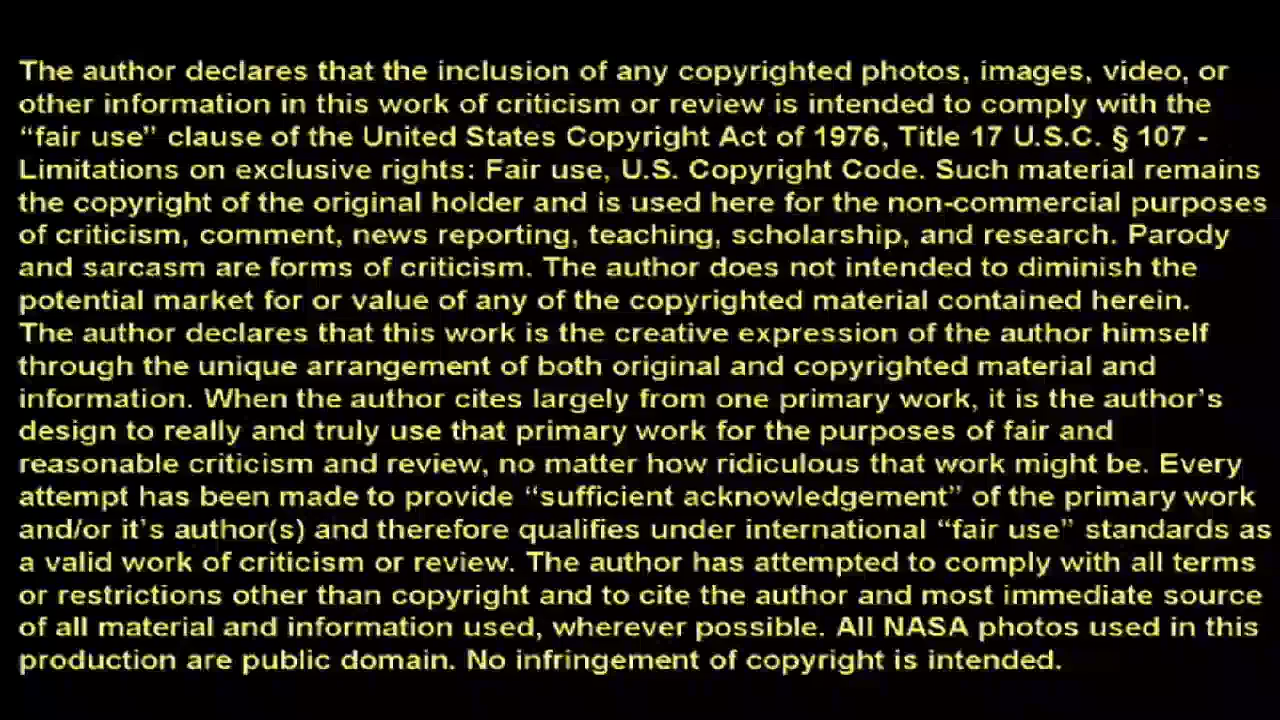 The author declares that the inclusion of any copyrighted photos, images, video, or
other information in this work of criticism or review is intended to comply with the
“fair use” clause of the United States Copyright Act of 1976, Title 17 U.S.C. § 107 -
Limitations on exclusive rights: Fair use, U.S. Copyright Code. Such material remains
the copyright of the original holder and is used here for the non-commercial purposes
of criticism, comment, news reporting, teaching, scholarship, and research. Parody
and sarcasm are forms of criticism. The author does not intended to diminish the
potential market for or value of any of the copyrighted material contained herein.
The author declares that this work is the creative expression of the author himself
through the unique arrangement of both original and copyrighted material and
information. When the author cites largely from one primary work, it is the author’s
design to really and truly use that primary work for the purposes of fair and
reasonable criticism and review, no matter how ridiculous that work might be. Every
attempt has been made to provide “sufficient acknowledgement” of the primary work
and/or it’s author(s) and therefore qualifies under international “fair use” standards as
a valid work of criticism or review. The author has attempted to comply with all terms
or restrictions other than copyright and to cite the author and most immediate source
of all material and information used, wherever possible. All NASA photos used in this
production are public domain. No infringement of copyright is intended.